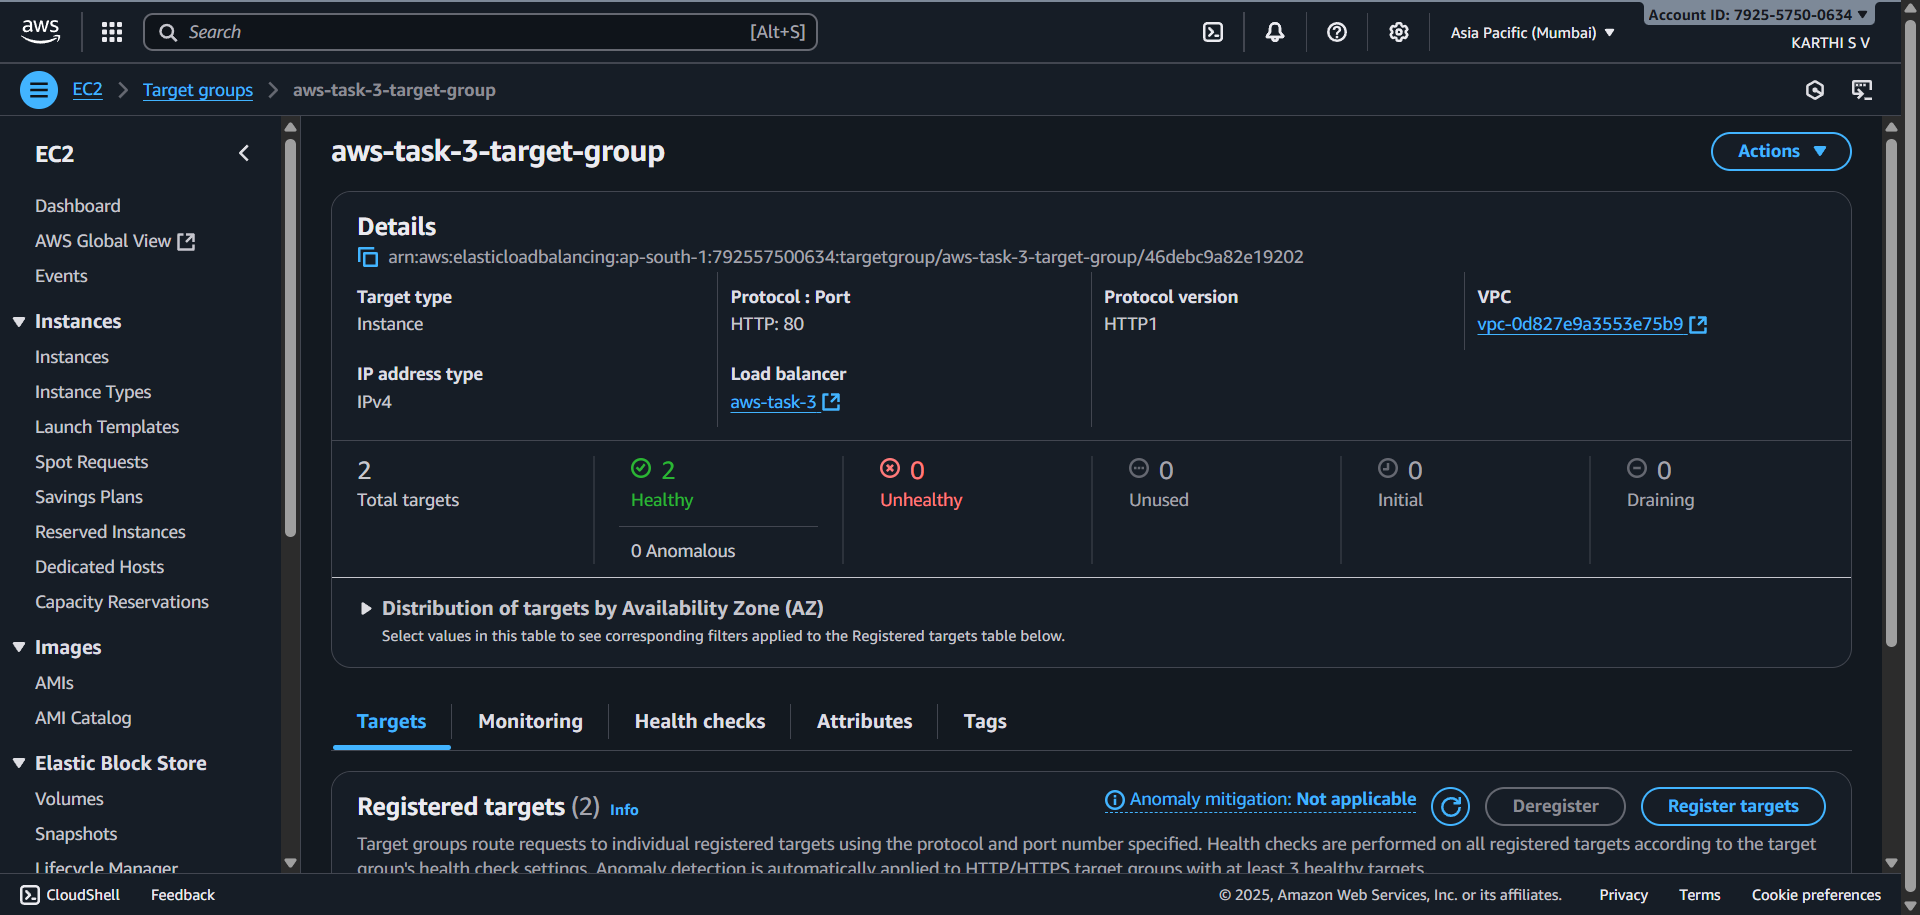 aws
Search
[Alt+S]
Asia Pacific (Mumbai)
Account ID: 7925-5750-0634
KARTHI S V
EC2
Target groups
aws-task-3-target-group
EC2
Dashboard
AWS Global View
Events
Instances
Instances
Instance Types
Launch Templates
Spot Requests
Savings Plans
Reserved Instances
Dedicated Hosts
Capacity Reservations
Images
AMIs
AMI Catalog
Elastic Block Store
Volumes
Snapshots
Lifecycle Manager
aws-task-3-target-group
Actions
Details
arn:aws:elasticloadbalancing:ap-south-1:792557500634:targetgroup/aws-task-3-target-group/46debc9a82e19202
Target type
Instance
Protocol : Port
HTTP: 80
Protocol version
HTTP1
VPC
vpc-0d827e9a3553e75b9
IP address type
IPv4
Load balancer
aws-task-3
2
Total targets
2
Healthy
0 Anomalous
0
Unhealthy
0
Unused
0
Initial
0
Draining
Distribution of targets by Availability Zone (AZ)
Select values in this table to see corresponding filters applied to the Registered targets table below.
Targets
Monitoring
Health checks
Attributes
Tags
Registered targets (2) Info
Anomaly mitigation: Not applicable
Deregister
Register targets
Target groups route requests to individual registered targets using the protocol and port number specified. Health checks are performed on all registered targets according to the target
group's health check settings. Anomaly detection is automatically applied to HTTP/HTTPS target groups with at least 3 healthy targets.
CloudShell
Feedback
© 2025, Amazon Web Services, Inc. or its affiliates.
Privacy
Terms
Cookie preferences